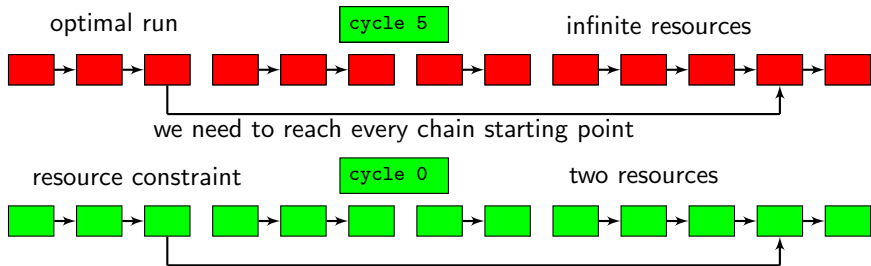 optimal run
cycle 5
infinite resources
we need to reach every chain starting point
resource constraint
cycle 0
two resources